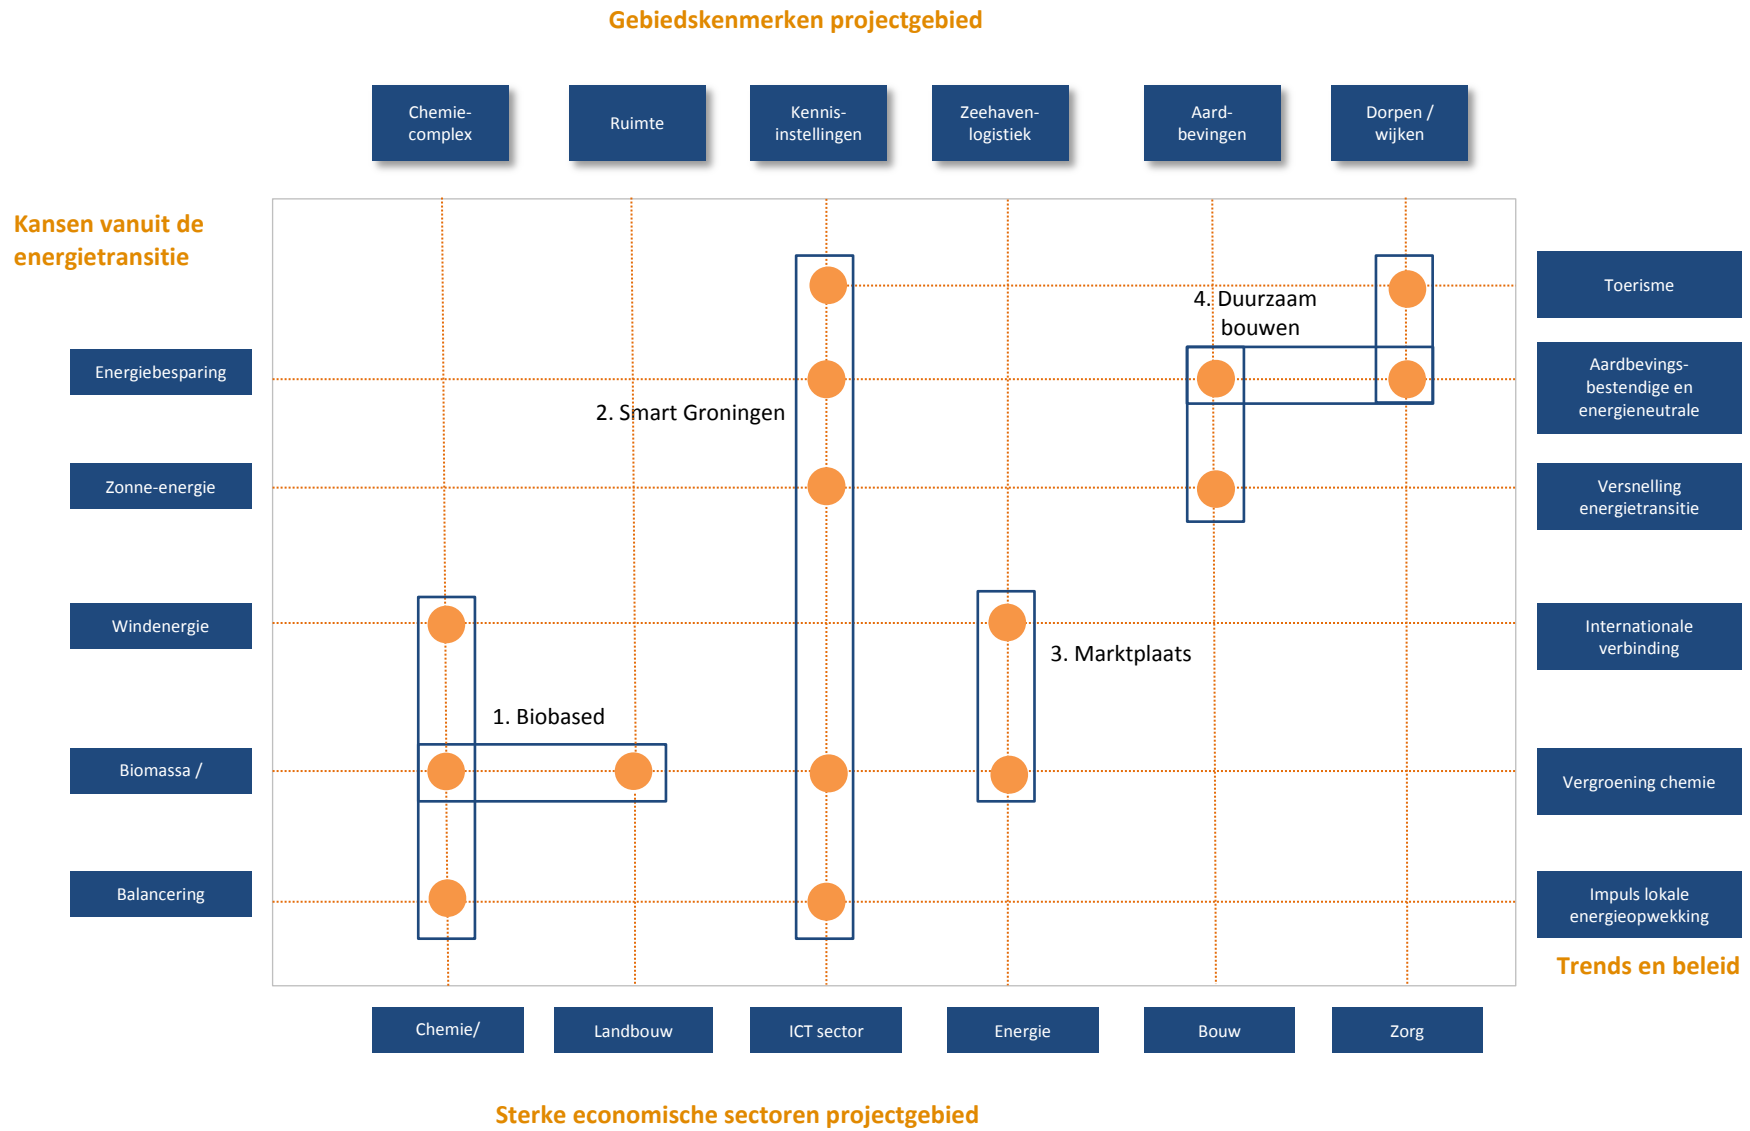 Gebiedskenmerken projectgebied
Chemie-
complex
Ruimte
Kennis-
instellingen
Zeehaven-
logistiek
Aard-
bevingen
Dorpen /
wijken
Kansen vanuit de
energietransitie
Toerisme
4. Duurzaam
bouwen
Energiebesparing
Aardbevings-
bestendige en
energieneutrale
2. Smart Groningen
Zonne-energie
Versnelling
energietransitie
Windenergie
Internationale
verbinding
3. Marktplaats
1. Biobased
Biomassa /
Vergroening chemie
Balancering
Impuls lokale
energieopwekking
Trends en beleid
Chemie/
Landbouw
ICT sector
Energie
Bouw
Zorg
Sterke economische sectoren projectgebied